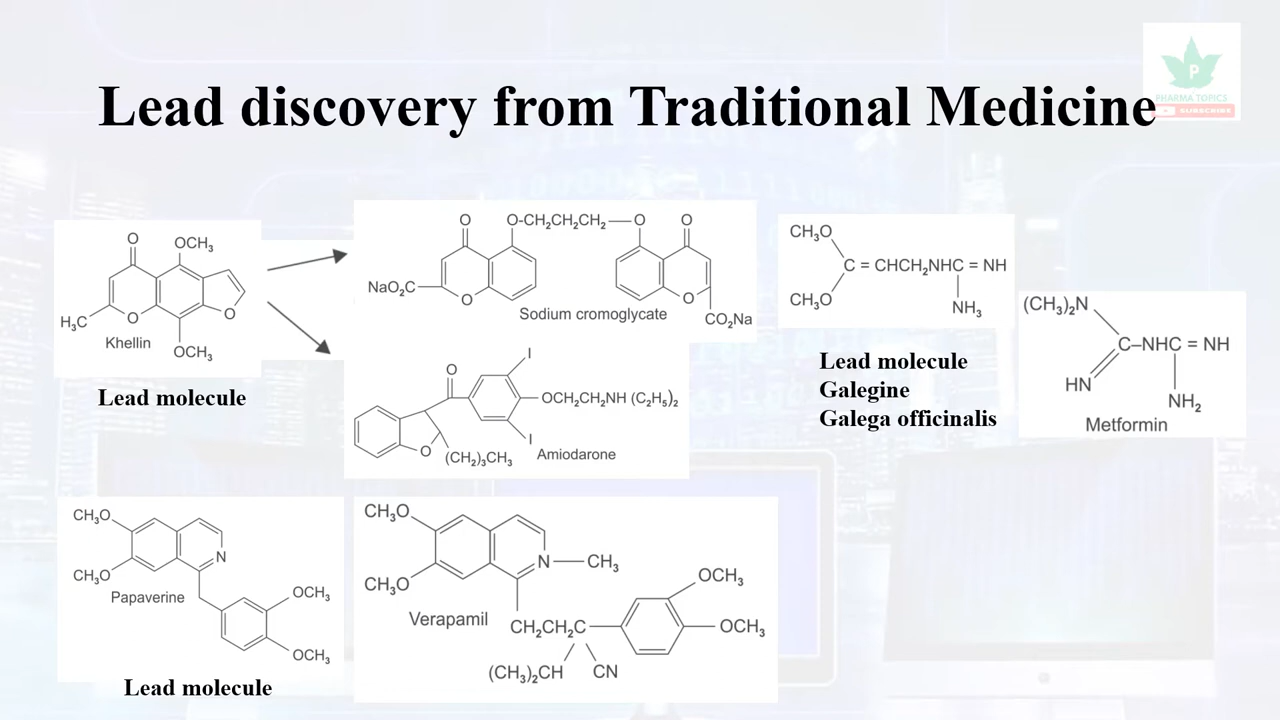 Lead discovery from Traditional Medicine
P
PHARMA TOPICS
SUBSCRIBE
O
OCH₃
H₃C
O
O
Khellin
OCH₃
Lead molecule
O
O-CH₂CH₂CH₂—O
O
NaO₂C
O
O
Sodium cromoglycate
CO₂Na
O
I
OCH₂CH₂NH (C₂H₅)₂
I
O
(CH₂)₃CH₃
Amiodarone
CH₃O
C = CHCH₂NHC = NH
CH₃O
NH₃
Lead molecule
Galegine
Galega officinalis
(CH₃)₂N
C–NHC = NH
HN
NH₂
Metformin
CH₃O
N
CH₃O
Papaverine
OCH₃
OCH₃
Lead molecule
CH₃O
N—CH₃
CH₃O
OCH₃
Verapamil
CH₂CH₂C
OCH₃
(CH₃)₂CH
CN